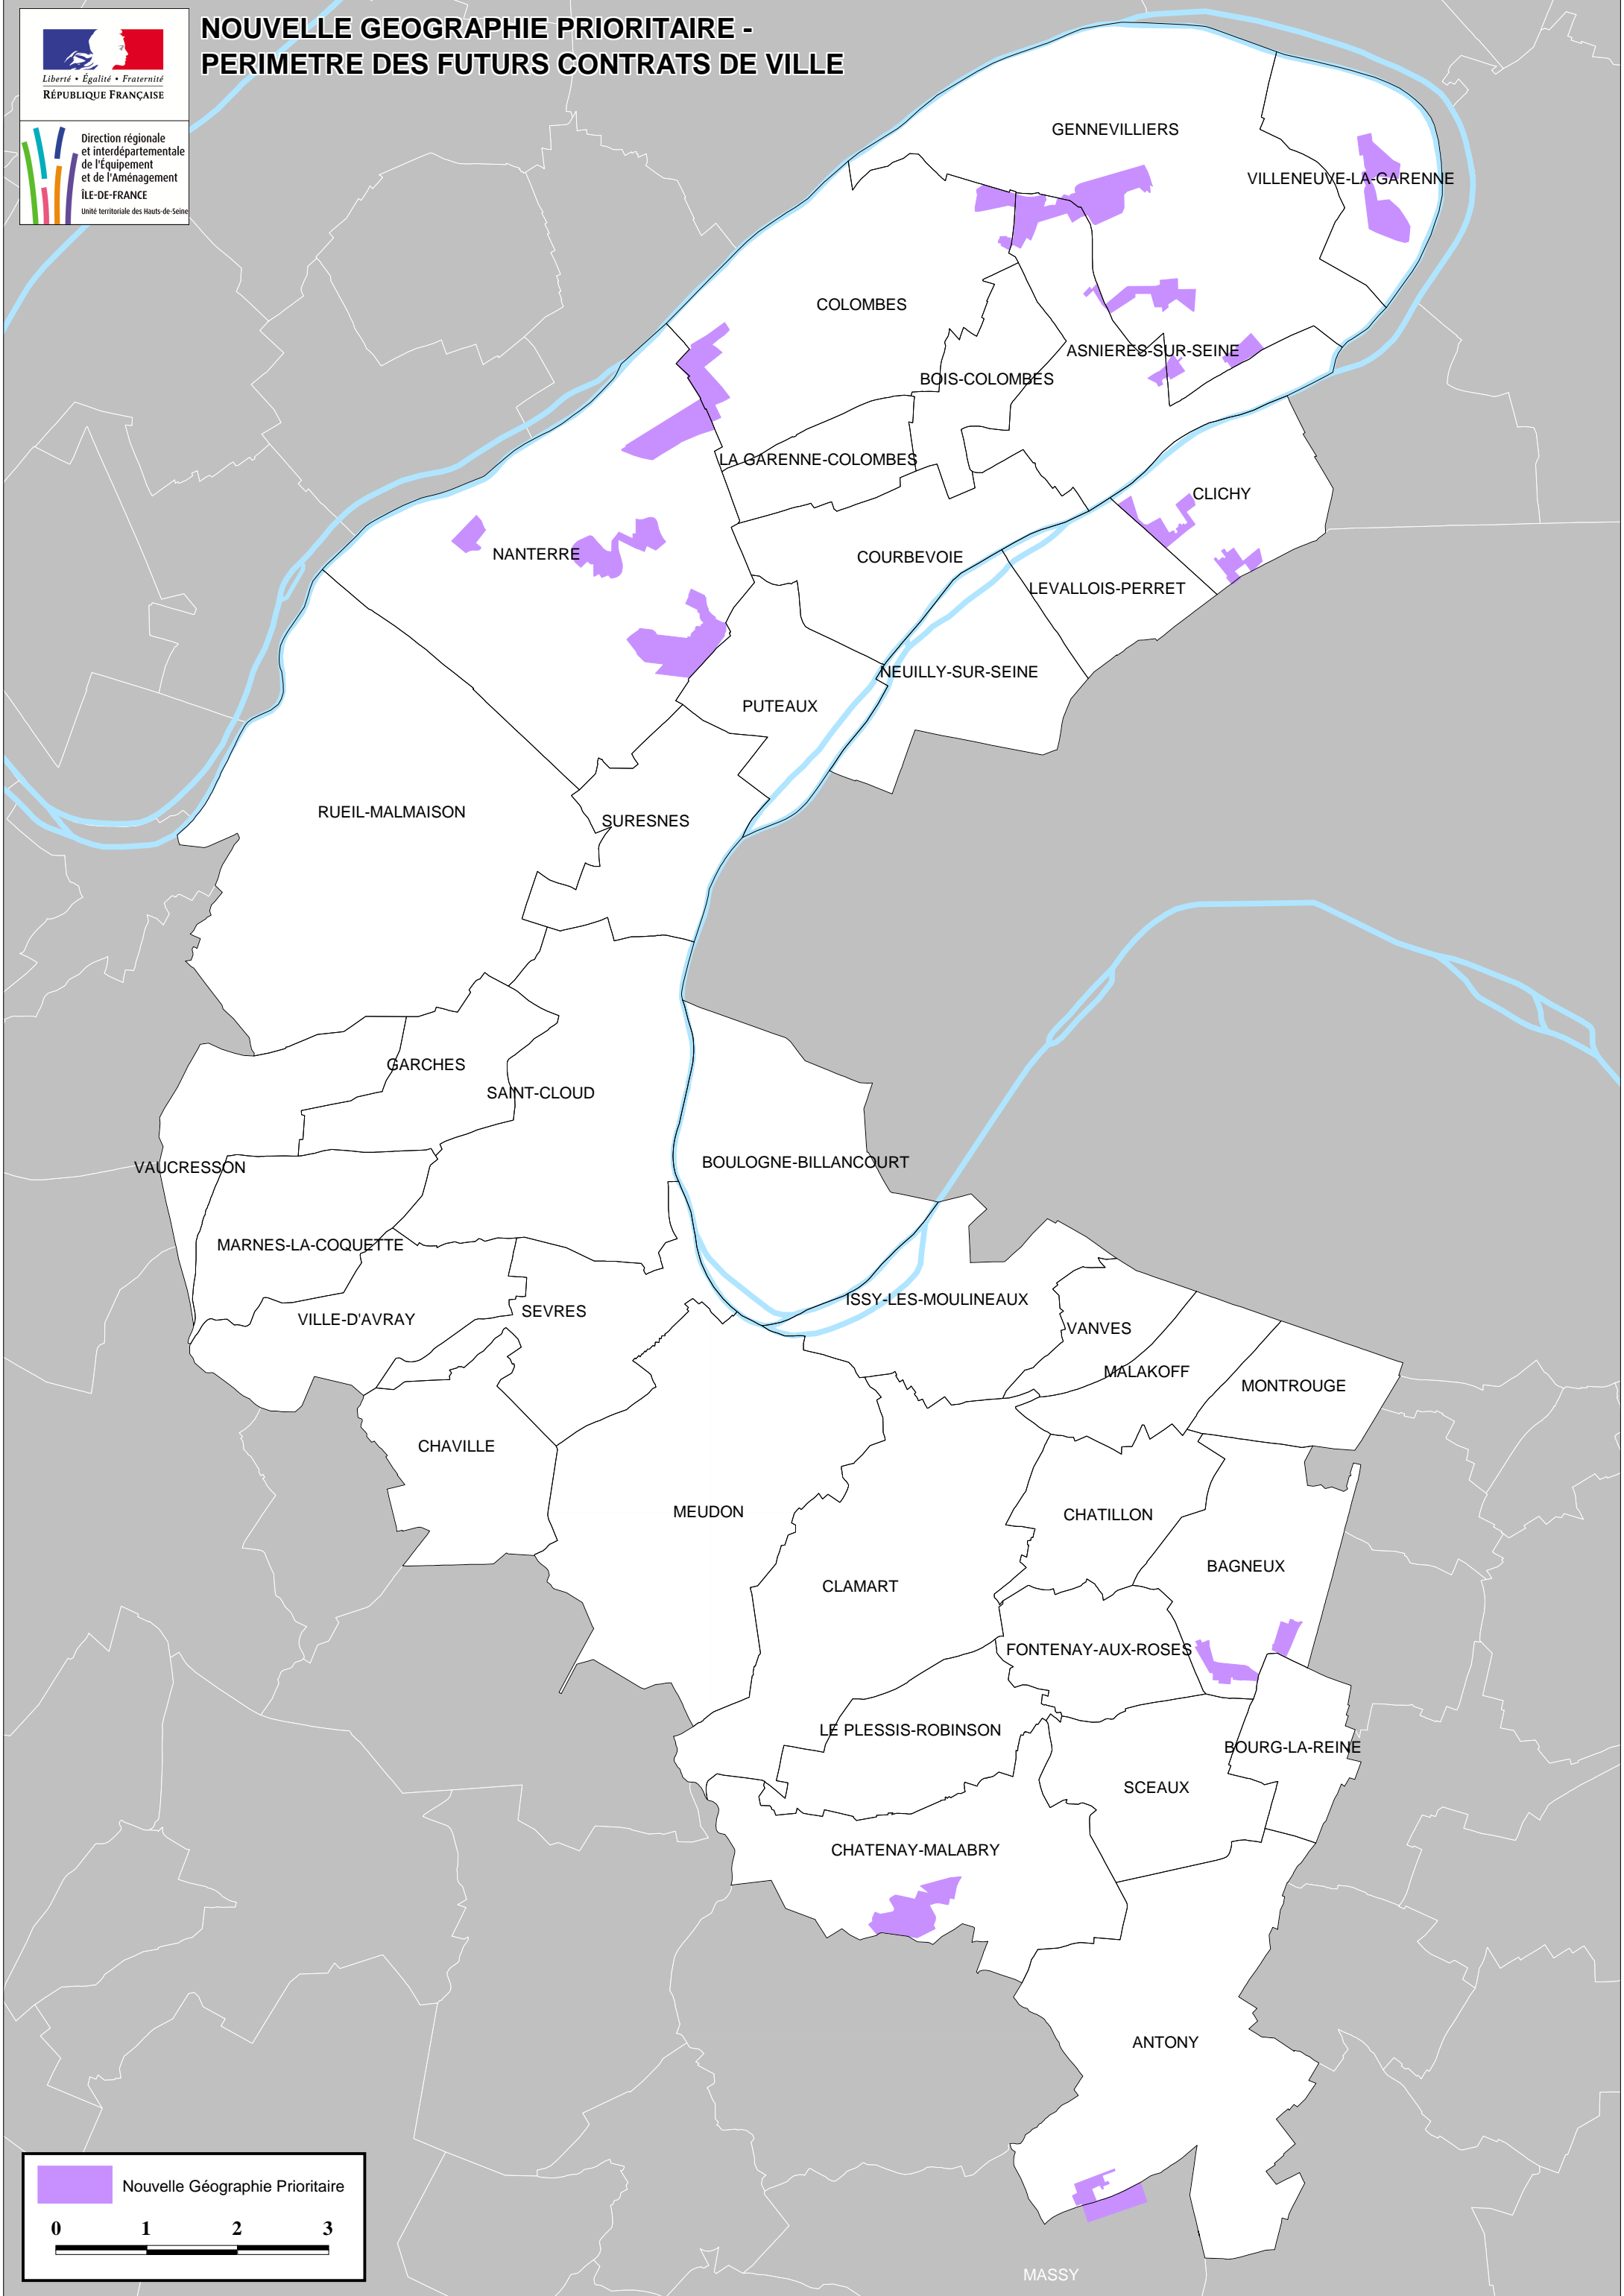 NOUVELLE GEOGRAPHIE PRIORITAIRE -
PERIMETRE DES FUTURS CONTRATS DE VILLE
Liberté • Égalité • Fraternité
RÉPUBLIQUE FRANÇAISE
Direction régionale
et interdépartementale
de l'Équipement
et de l'Aménagement
ÎLE-DE-FRANCE
Unité territoriale des Hauts-de-Seine
GENNEVILLIERS
VILLENEUVE-LA-GARENNE
COLOMBES
ASNIERES-SUR-SEINE
BOIS-COLOMBES
LA GARENNE-COLOMBES
CLICHY
NANTERRE
COURBEVOIE
LEVALLOIS-PERRET
NEUILLY-SUR-SEINE
PUTEAUX
RUEIL-MALMAISON
SURESNES
GARCHES
SAINT-CLOUD
BOULOGNE-BILLANCOURT
VAUCRESSON
MARNES-LA-COQUETTE
ISSY-LES-MOULINEAUX
SEVRES
VILLE-D'AVRAY
VANVES
MALAKOFF
MONTROUGE
CHAVILLE
MEUDON
CHATILLON
BAGNEUX
CLAMART
FONTENAY-AUX-ROSES
LE PLESSIS-ROBINSON
BOURG-LA-REINE
SCEAUX
CHATENAY-MALABRY
ANTONY
Nouvelle Géographie Prioritaire
0 1 2 3
MASSY